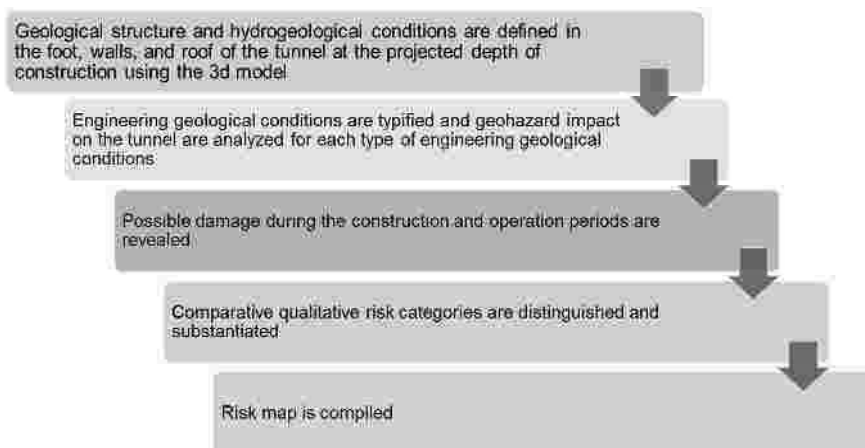 Geological structure and hydrogeological conditions are defined in
the foot, walls, and roof of the tunnel at the projected depth of
construction using the 3d model
Engineering geological conditions are typified and geohazard impact
on the tunnel are analyzed for each type of engineering geological
conditions
Possible damage during the construction and operation periods are
revealed
Comparative qualitative risk categories are distinguished and
substantiated
Risk map is compiled